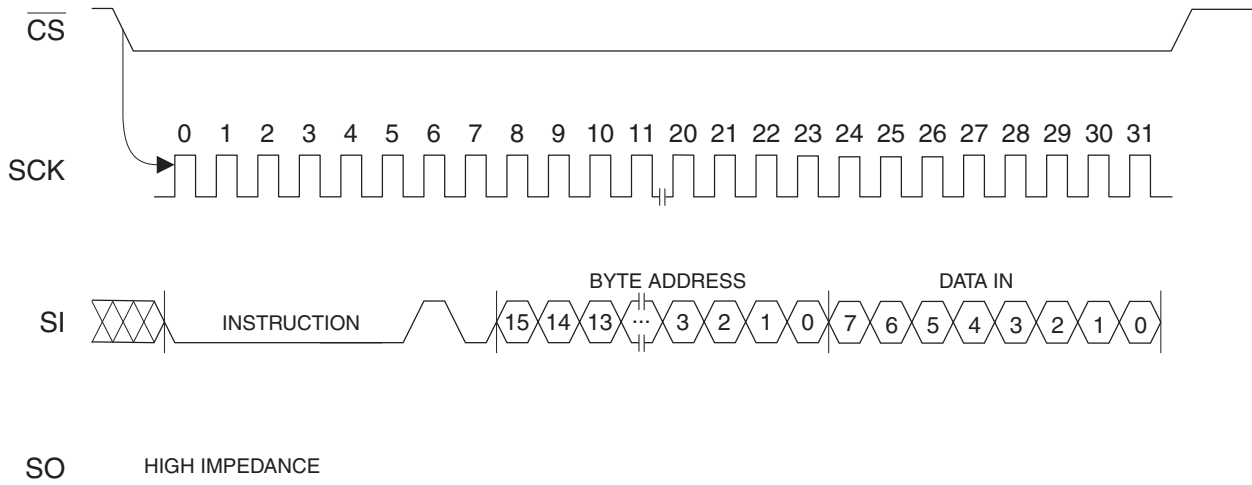 CS
0 1 2 3 4 5 6 7 8 9 10 11 20 21 22 23 24 25 26 27 28 29 30 31
SCK
BYTE ADDRESS DATA IN
SI INSTRUCTION 15 14 13 ... 3 2 1 0 7 6 5 4 3 2 1 0
SO HIGH IMPEDANCE